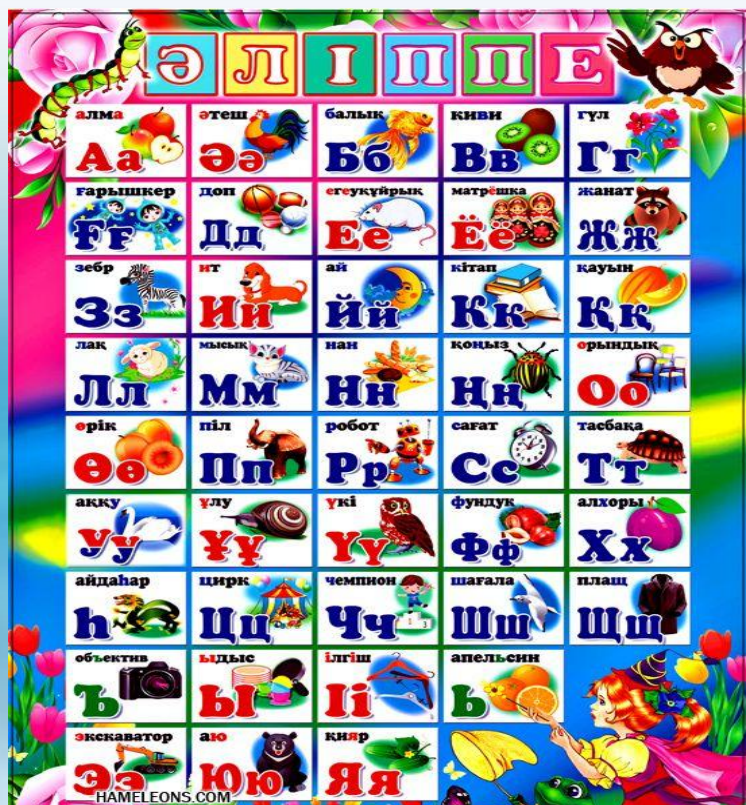 ӘЛІППЕ
алма әтеш балық киви гүл
Аа Әә Бб Вв Гг
ғарышкер доп егеуқұйрық матрёшка жанат
Ғғ Дд Ее Ёё Жж
зебр ит ай кітап қауын
Зз Ии Йй Кк Ққ
лақ мысық нан қоңыз орындық
Лл Мм Нн Ңң Оо
өрік піл робот сағат тасбақа
Өө Пп Рр Сс Тт
аққу ұлу үкі фундук алхоры
Уу Ұұ Үү Фф Хх
айдаһар цирк чемпион шағала плащ
һ Цц Чч Шш Щщ
объектив ыдыс ілгіш апельсин
Ъ Ы Іі Ь
экскаватор аю қияр
Ээ Юю Яя
HAMELEONS.COM